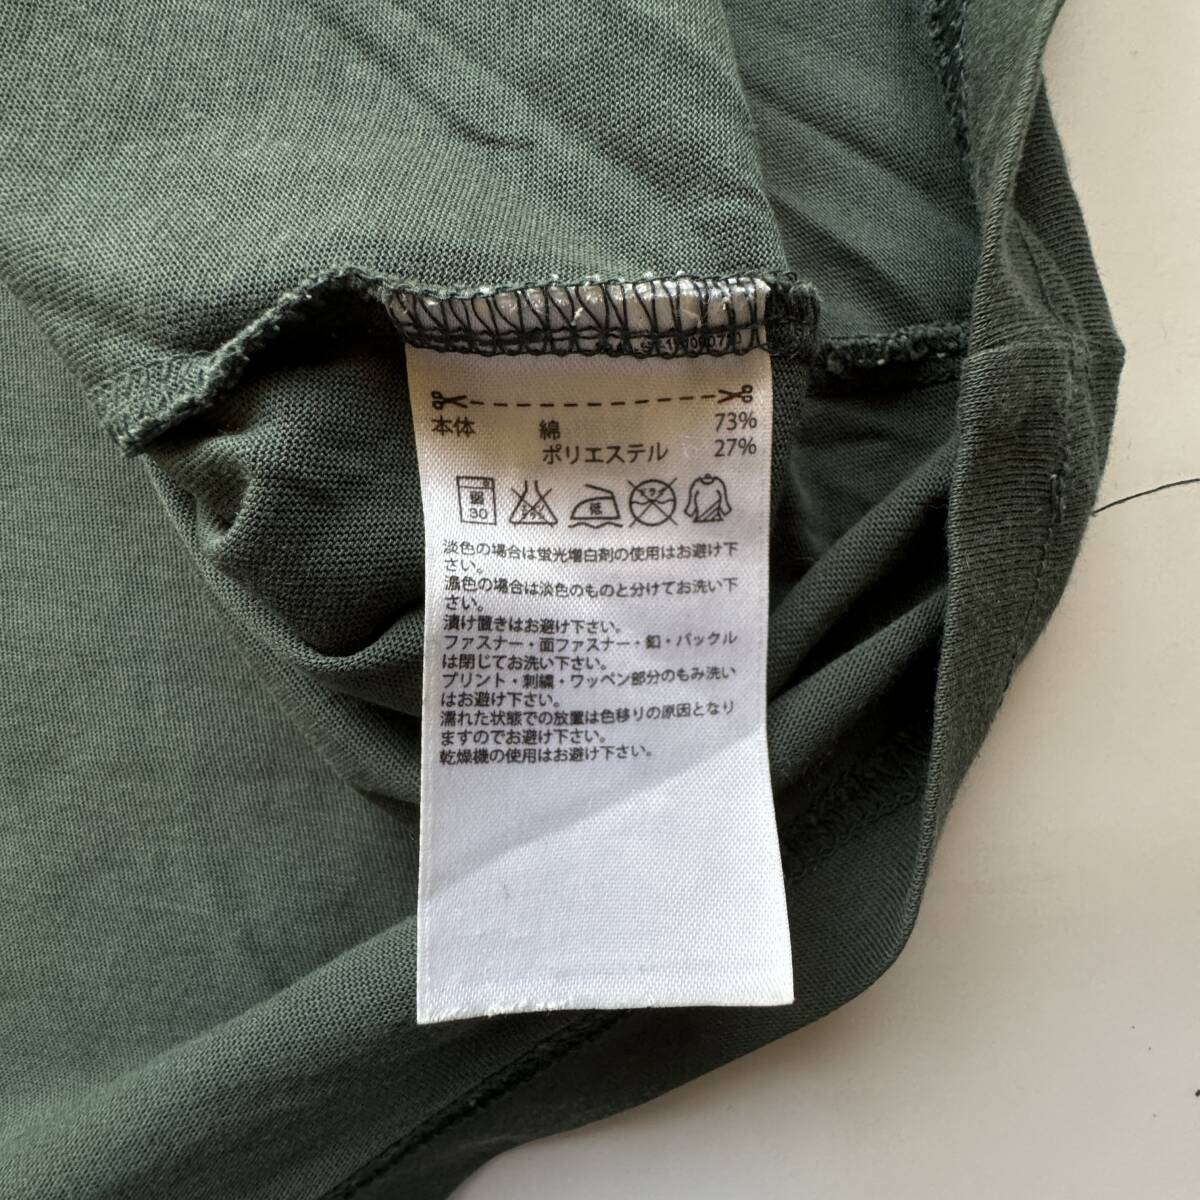 本体 綿 73%
ポリエステル 27%
30 低
淡色の場合は蛍光増白剤の使用はお避け下
さい。
濃色の場合は淡色のものと分けてお洗い下
さい。
漬け置きはお避け下さい。
ファスナー・面ファスナー・釦・バックル
は閉じてお洗い下さい。
プリント・刺繍・ワッペン部分のもみ洗い
はお避け下さい。
濡れた状態での放置は色移りの原因となり
ますのでお避け下さい。
乾燥機の使用はお避け下さい。